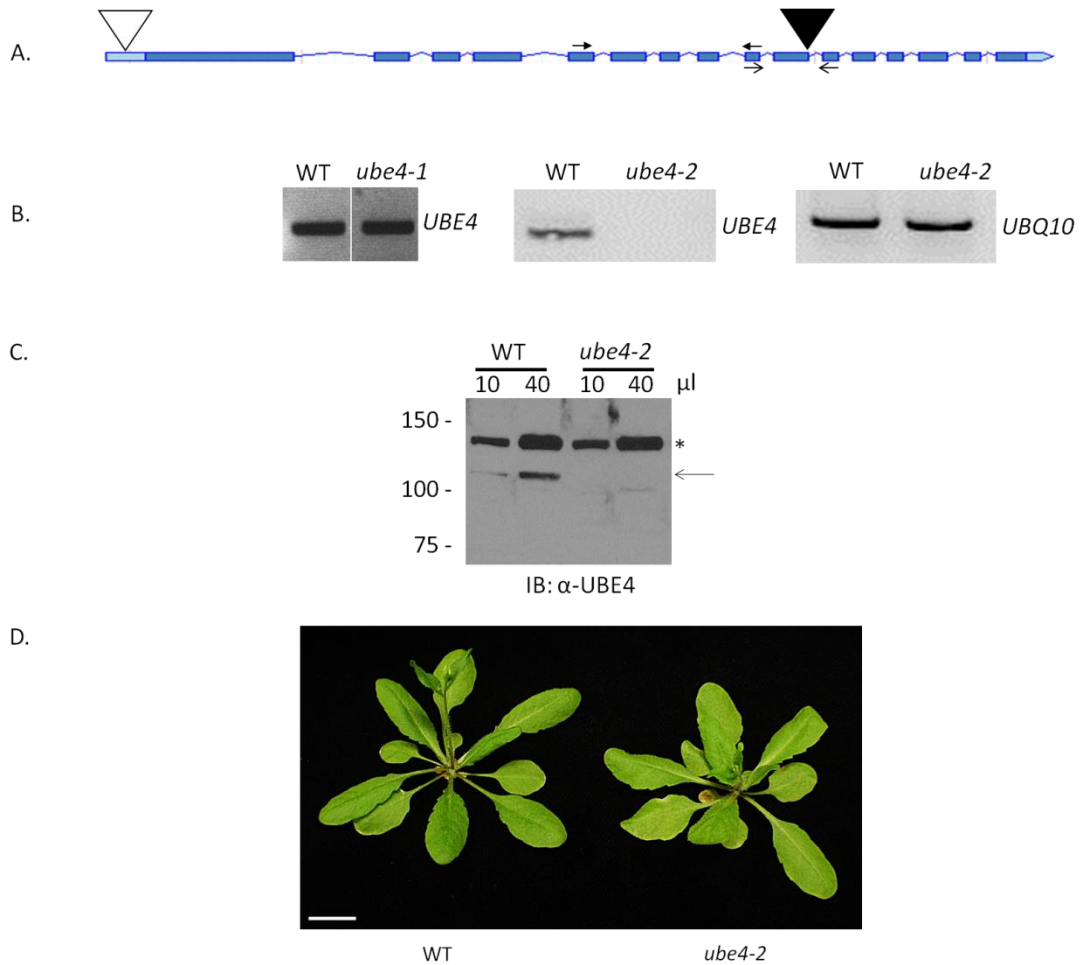 A.
B.
WT ube4-1
UBE4
WT ube4-2
UBE4
WT ube4-2
UBQ10
C.
WT ube4-2
10 40 10 40 µl
150 -
*
100 -
75 -
IB: α-UBE4
D.
WT ube4-2